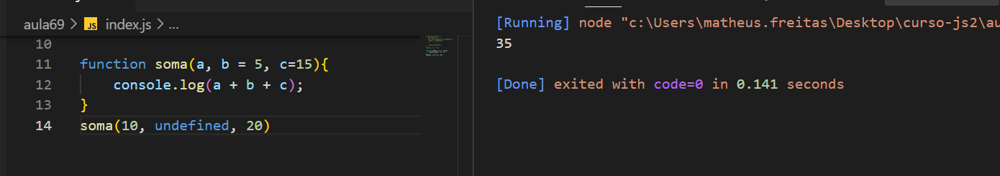 aula69 > JS index.js > ...
10
11 function soma(a, b = 5, c=15){
12 console.log(a + b + c);
13 }
14 soma(10, undefined, 20)
[Running] node "c:\Users\matheus.freitas\Desktop\curso-js2\au
35
[Done] exited with code=0 in 0.141 seconds